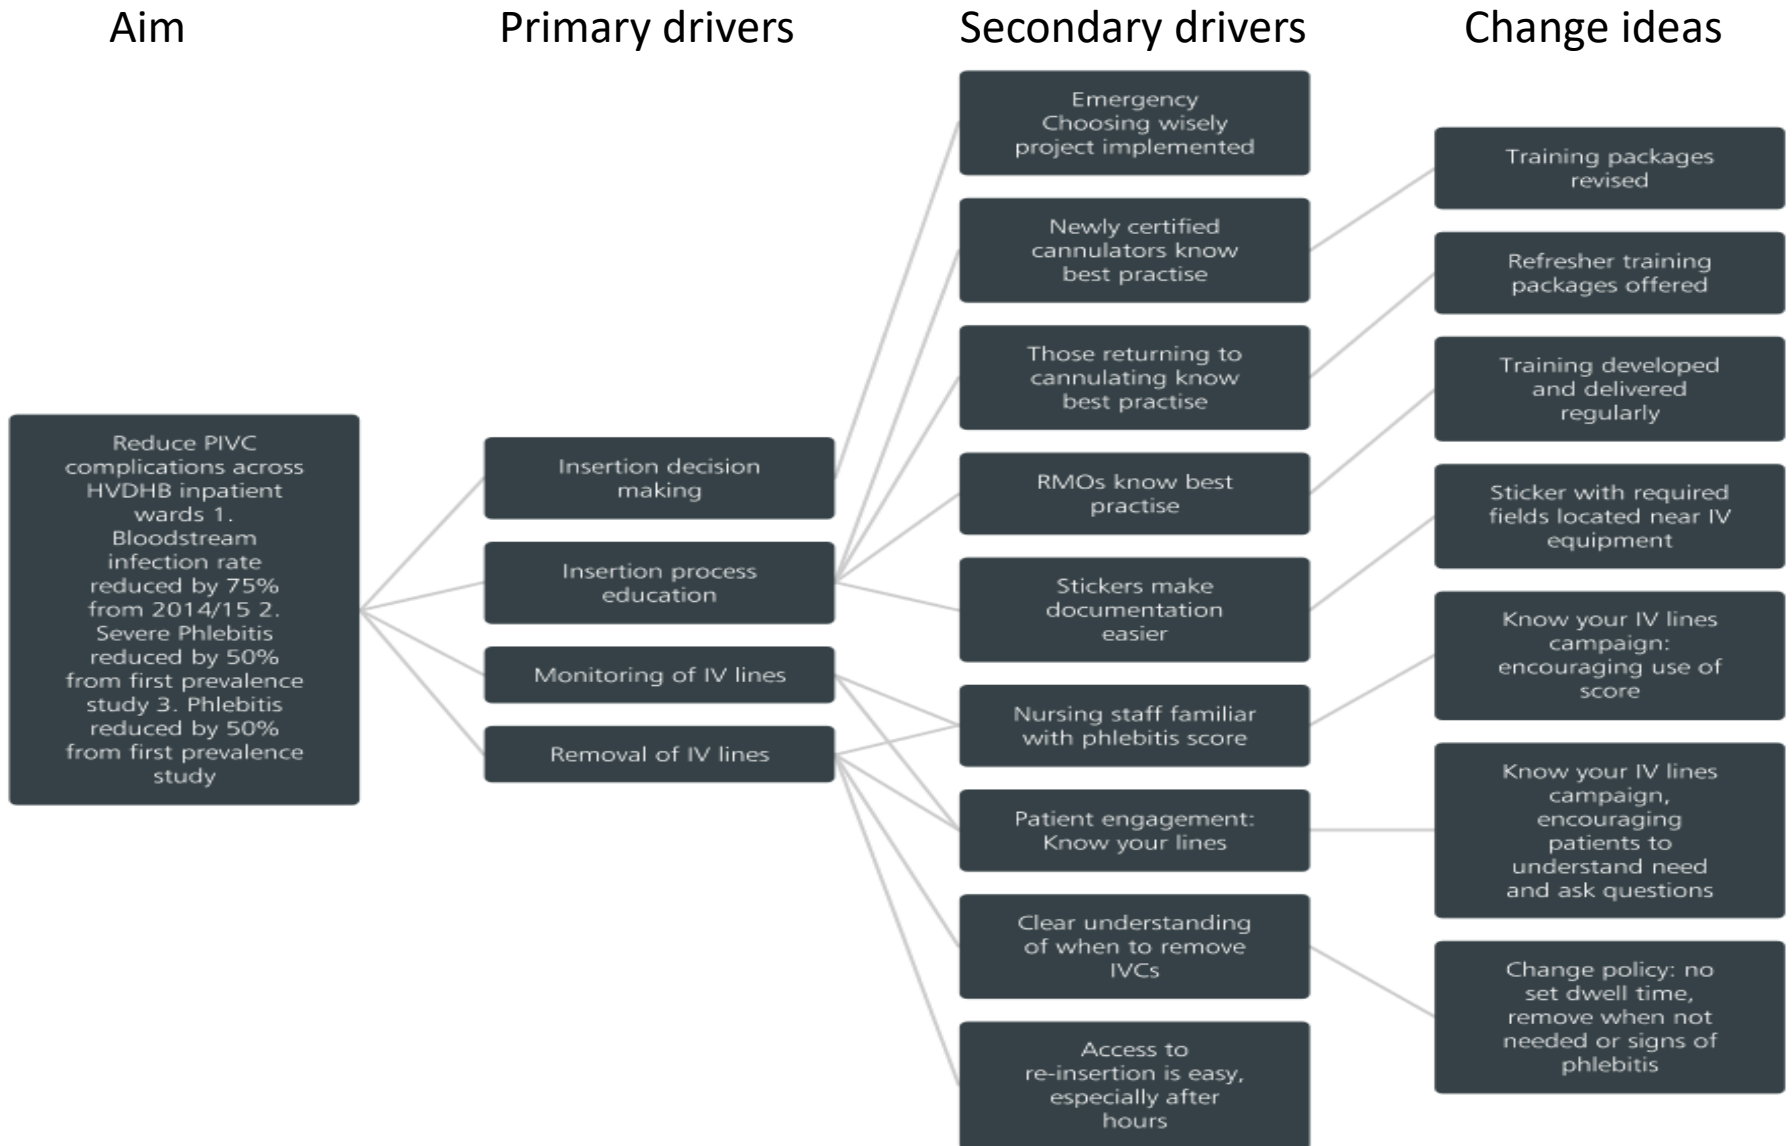 Aim
Primary drivers
Secondary drivers
Change ideas
Reduce PIVC
complications across
HVDHB inpatient
wards 1.
Bloodstream
infection rate
reduced by 75%
from 2014/15 2.
Severe Phlebitis
reduced by 50%
from first prevalence
study 3. Phlebitis
reduced by 50%
from first prevalence
study
Insertion decision
making
Insertion process
education
Monitoring of IV lines
Removal of IV lines
Emergency
Choosing wisely
project implemented
Newly certified
cannulators know
best practise
Those returning to
cannulating know
best practise
RMOs know best
practise
Stickers make
documentation
easier
Nursing staff familiar
with phlebitis score
Patient engagement:
Know your lines
Clear understanding
of when to remove
IVCs
Access to
re-insertion is easy,
especially after
hours
Training packages
revised
Refresher training
packages offered
Training developed
and delivered
regularly
Sticker with required
fields located near IV
equipment
Know your IV lines
campaign:
encouraging use of
score
Know your IV lines
campaign,
encouraging
patients to
understand need
and ask questions
Change policy: no
set dwell time,
remove when not
needed or signs of
phlebitis